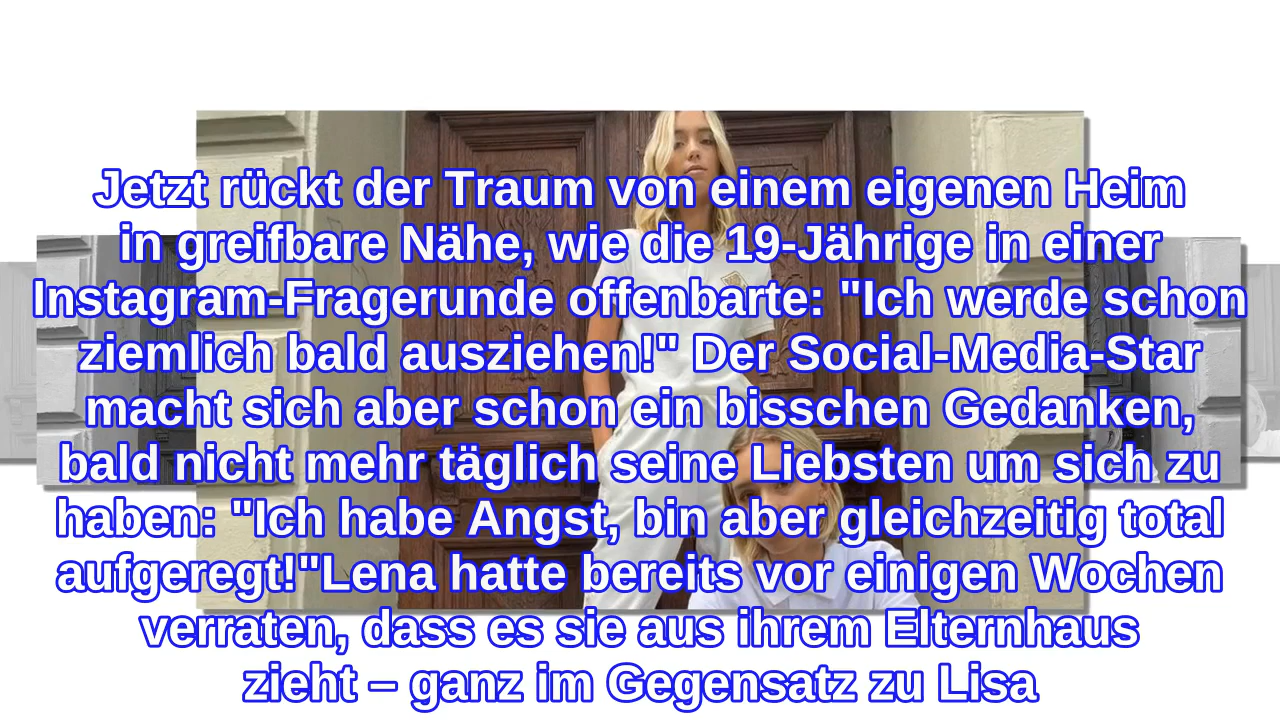 Jetzt rückt der Traum von einem eigenen Heim
in greifbare Nähe, wie die 19-Jährige in einer
Instagram-Fragerunde offenbarte: "Ich werde schon
ziemlich bald ausziehen!" Der Social-Media-Star
macht sich aber schon ein bisschen Gedanken,
bald nicht mehr täglich seine Liebsten um sich zu
haben: "Ich habe Angst, bin aber gleichzeitig total
aufgeregt!"Lena hatte bereits vor einigen Wochen
verraten, dass es sie aus ihrem Elternhaus
zieht – ganz im Gegensatz zu Lisa